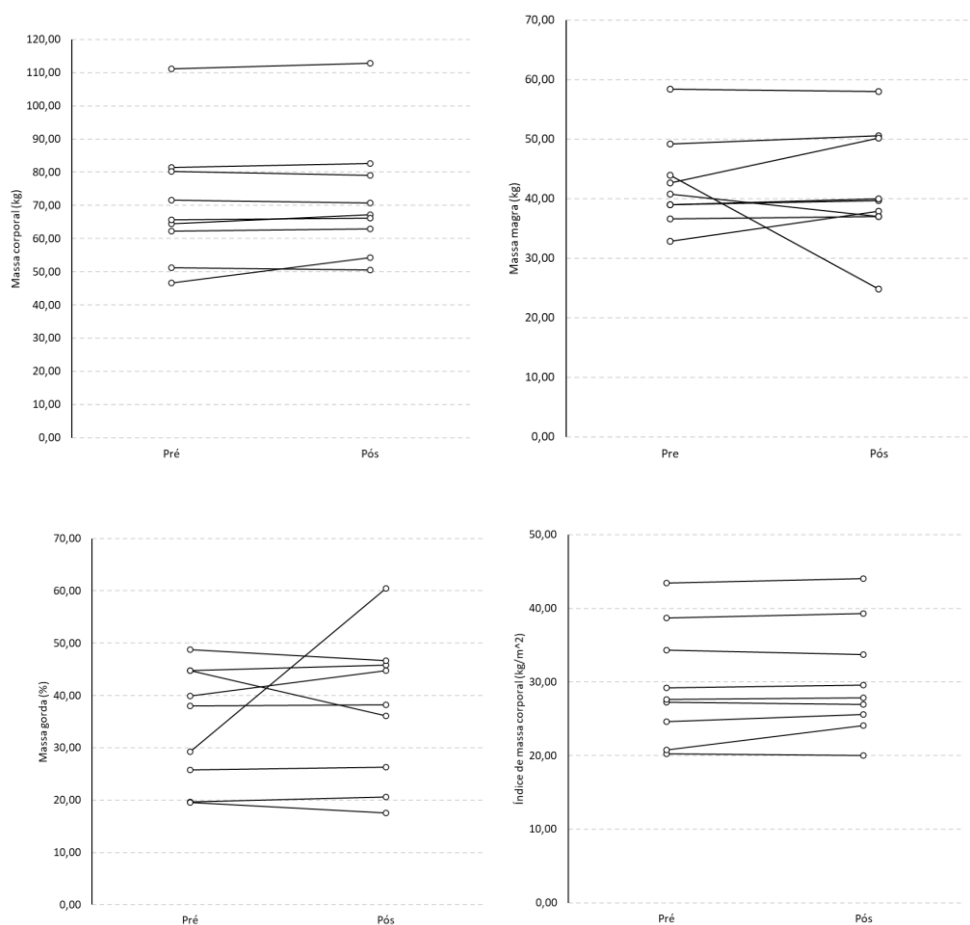 Massa corporal (kg)
120,00
110,00
100,00
90,00
80,00
70,00
60,00
50,00
40,00
30,00
20,00
10,00
0,00
Pré
Pós
Massa magra (kg)
70,00
60,00
50,00
40,00
30,00
20,00
10,00
0,00
Pre
Pós
Massa gorda (%)
70,00
60,00
50,00
40,00
30,00
20,00
10,00
0,00
Pré
Pós
Índice de massa corporal (kg/m^2)
50,00
40,00
30,00
20,00
10,00
0,00
Pré
Pós